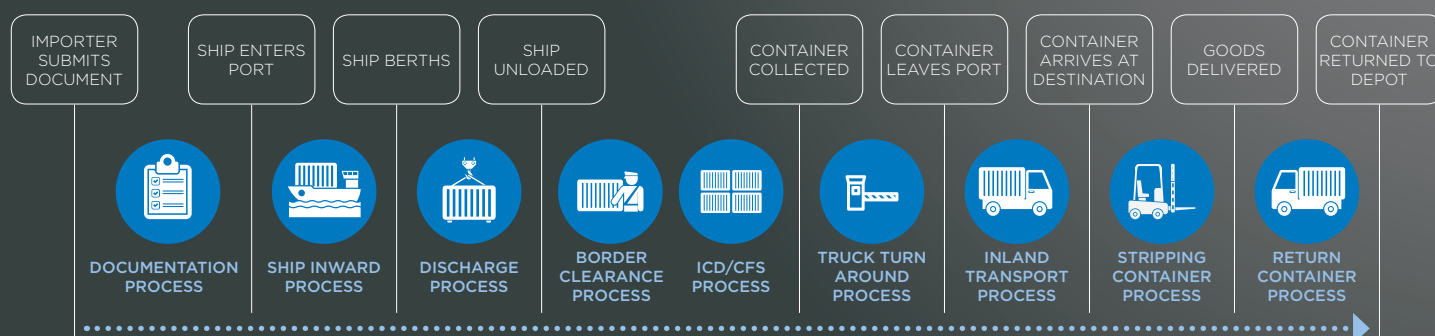 IMPORTER
SUBMITS
DOCUMENT
SHIP ENTERS
PORT
SHIP BERTHS
SHIP
UNLOADED
CONTAINER
COLLECTED
CONTAINER
LEAVES PORT
CONTAINER
ARRIVES AT
DESTINATION
GOODS
DELIVERED
CONTAINER
RETURNED TO
DEPOT
DOCUMENTATION
PROCESS
SHIP INWARD
PROCESS
DISCHARGE
PROCESS
BORDER
CLEARANCE
PROCESS
ICD/CFS
PROCESS
TRUCK TURN
AROUND
PROCESS
INLAND
TRANSPORT
PROCESS
STRIPPING
CONTAINER
PROCESS
RETURN
CONTAINER
PROCESS